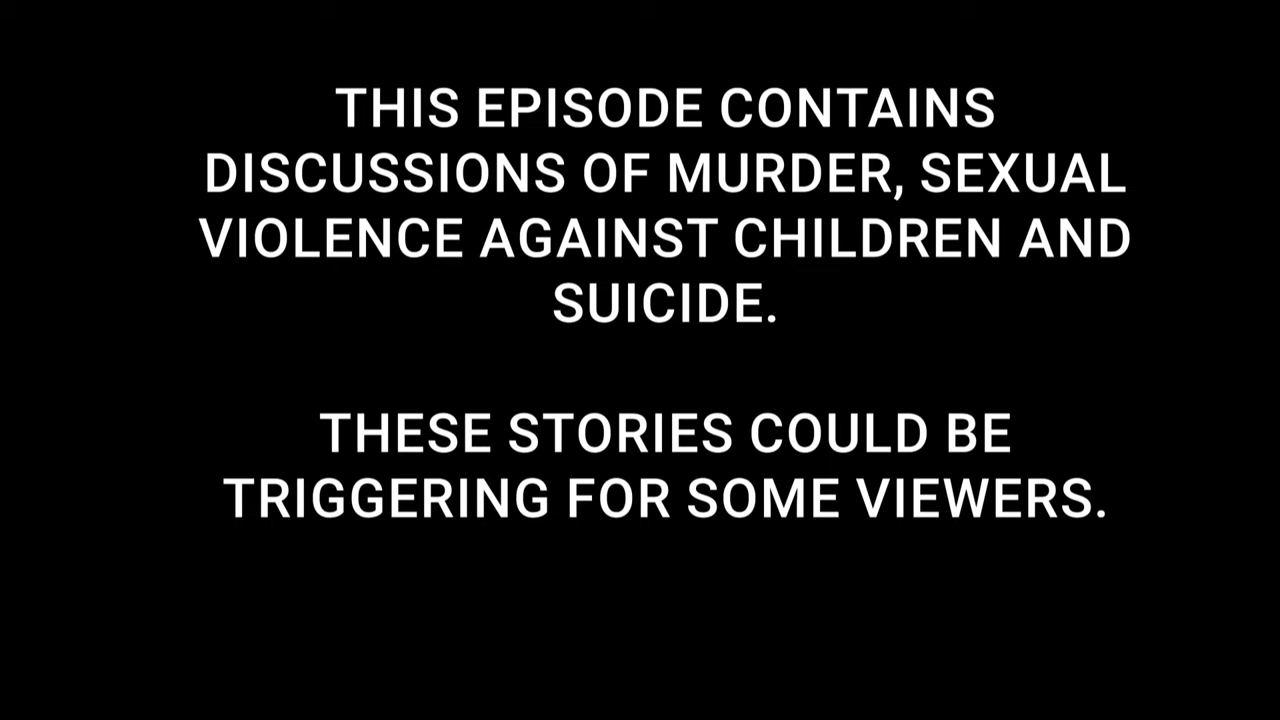 THIS EPISODE CONTAINS
DISCUSSIONS OF MURDER, SEXUAL
VIOLENCE AGAINST CHILDREN AND
SUICIDE.
THESE STORIES COULD BE
TRIGGERING FOR SOME VIEWERS.